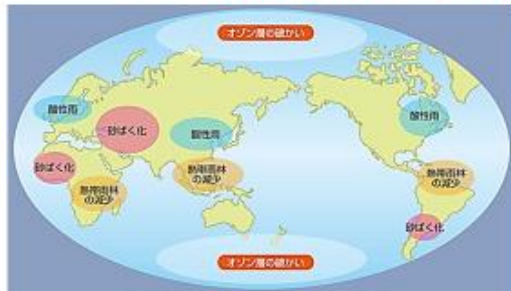 オゾン層の破かい
酸性雨
砂ばく化
酸性雨
酸性雨
砂ばく化
熱帯雨林
の減少
熱帯雨林
の減少
熱帯雨林
の減少
砂ばく化
オゾン層の破かい